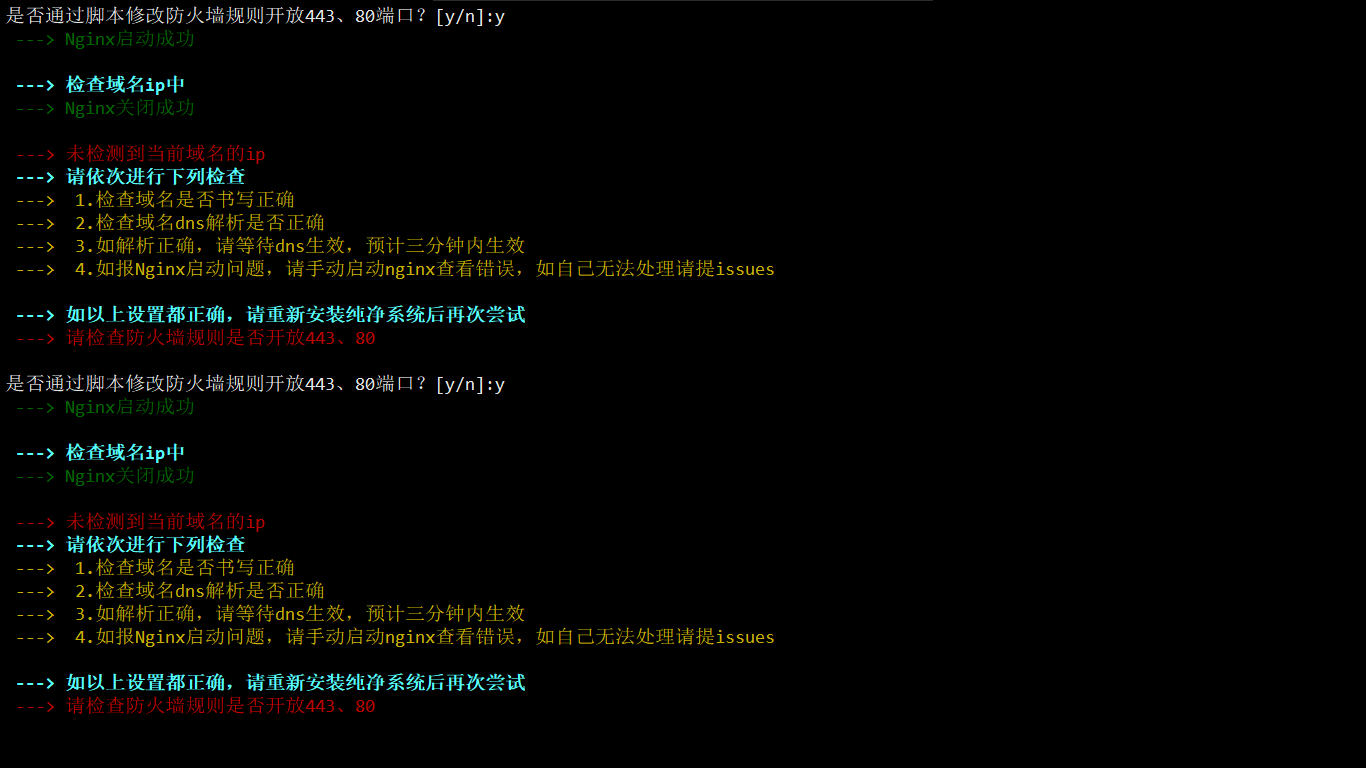 是否通过脚本修改防火墙规则开放443、80端口？[y/n]:y
---> Nginx启动成功
---> 检查域名ip中
---> Nginx关闭成功
---> 未检测到当前域名的ip
---> 请依次进行下列检查
---> 1.检查域名是否书写正确
---> 2.检查域名dns解析是否正确
---> 3.如解析正确，请等待dns生效，预计三分钟内生效
---> 4.如报Nginx启动问题，请手动启动nginx查看错误，如自己无法处理请提issues
---> 如以上设置都正确，请重新安装纯净系统后再次尝试
---> 请检查防火墙规则是否开放443、80
是否通过脚本修改防火墙规则开放443、80端口？[y/n]:y
---> Nginx启动成功
---> 检查域名ip中
---> Nginx关闭成功
---> 未检测到当前域名的ip
---> 请依次进行下列检查
---> 1.检查域名是否书写正确
---> 2.检查域名dns解析是否正确
---> 3.如解析正确，请等待dns生效，预计三分钟内生效
---> 4.如报Nginx启动问题，请手动启动nginx查看错误，如自己无法处理请提issues
---> 如以上设置都正确，请重新安装纯净系统后再次尝试
---> 请检查防火墙规则是否开放443、80